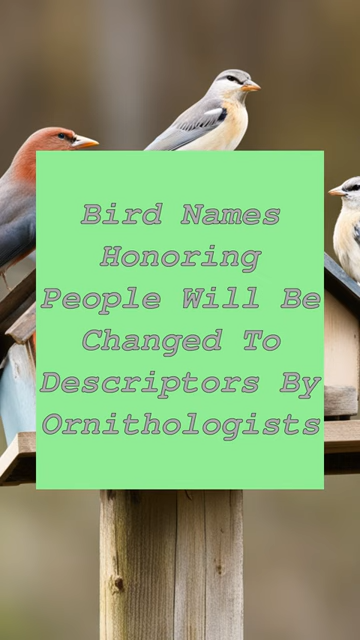 Bird Names
Honoring
People Will Be
Changed To
Descriptors By
Ornithologists